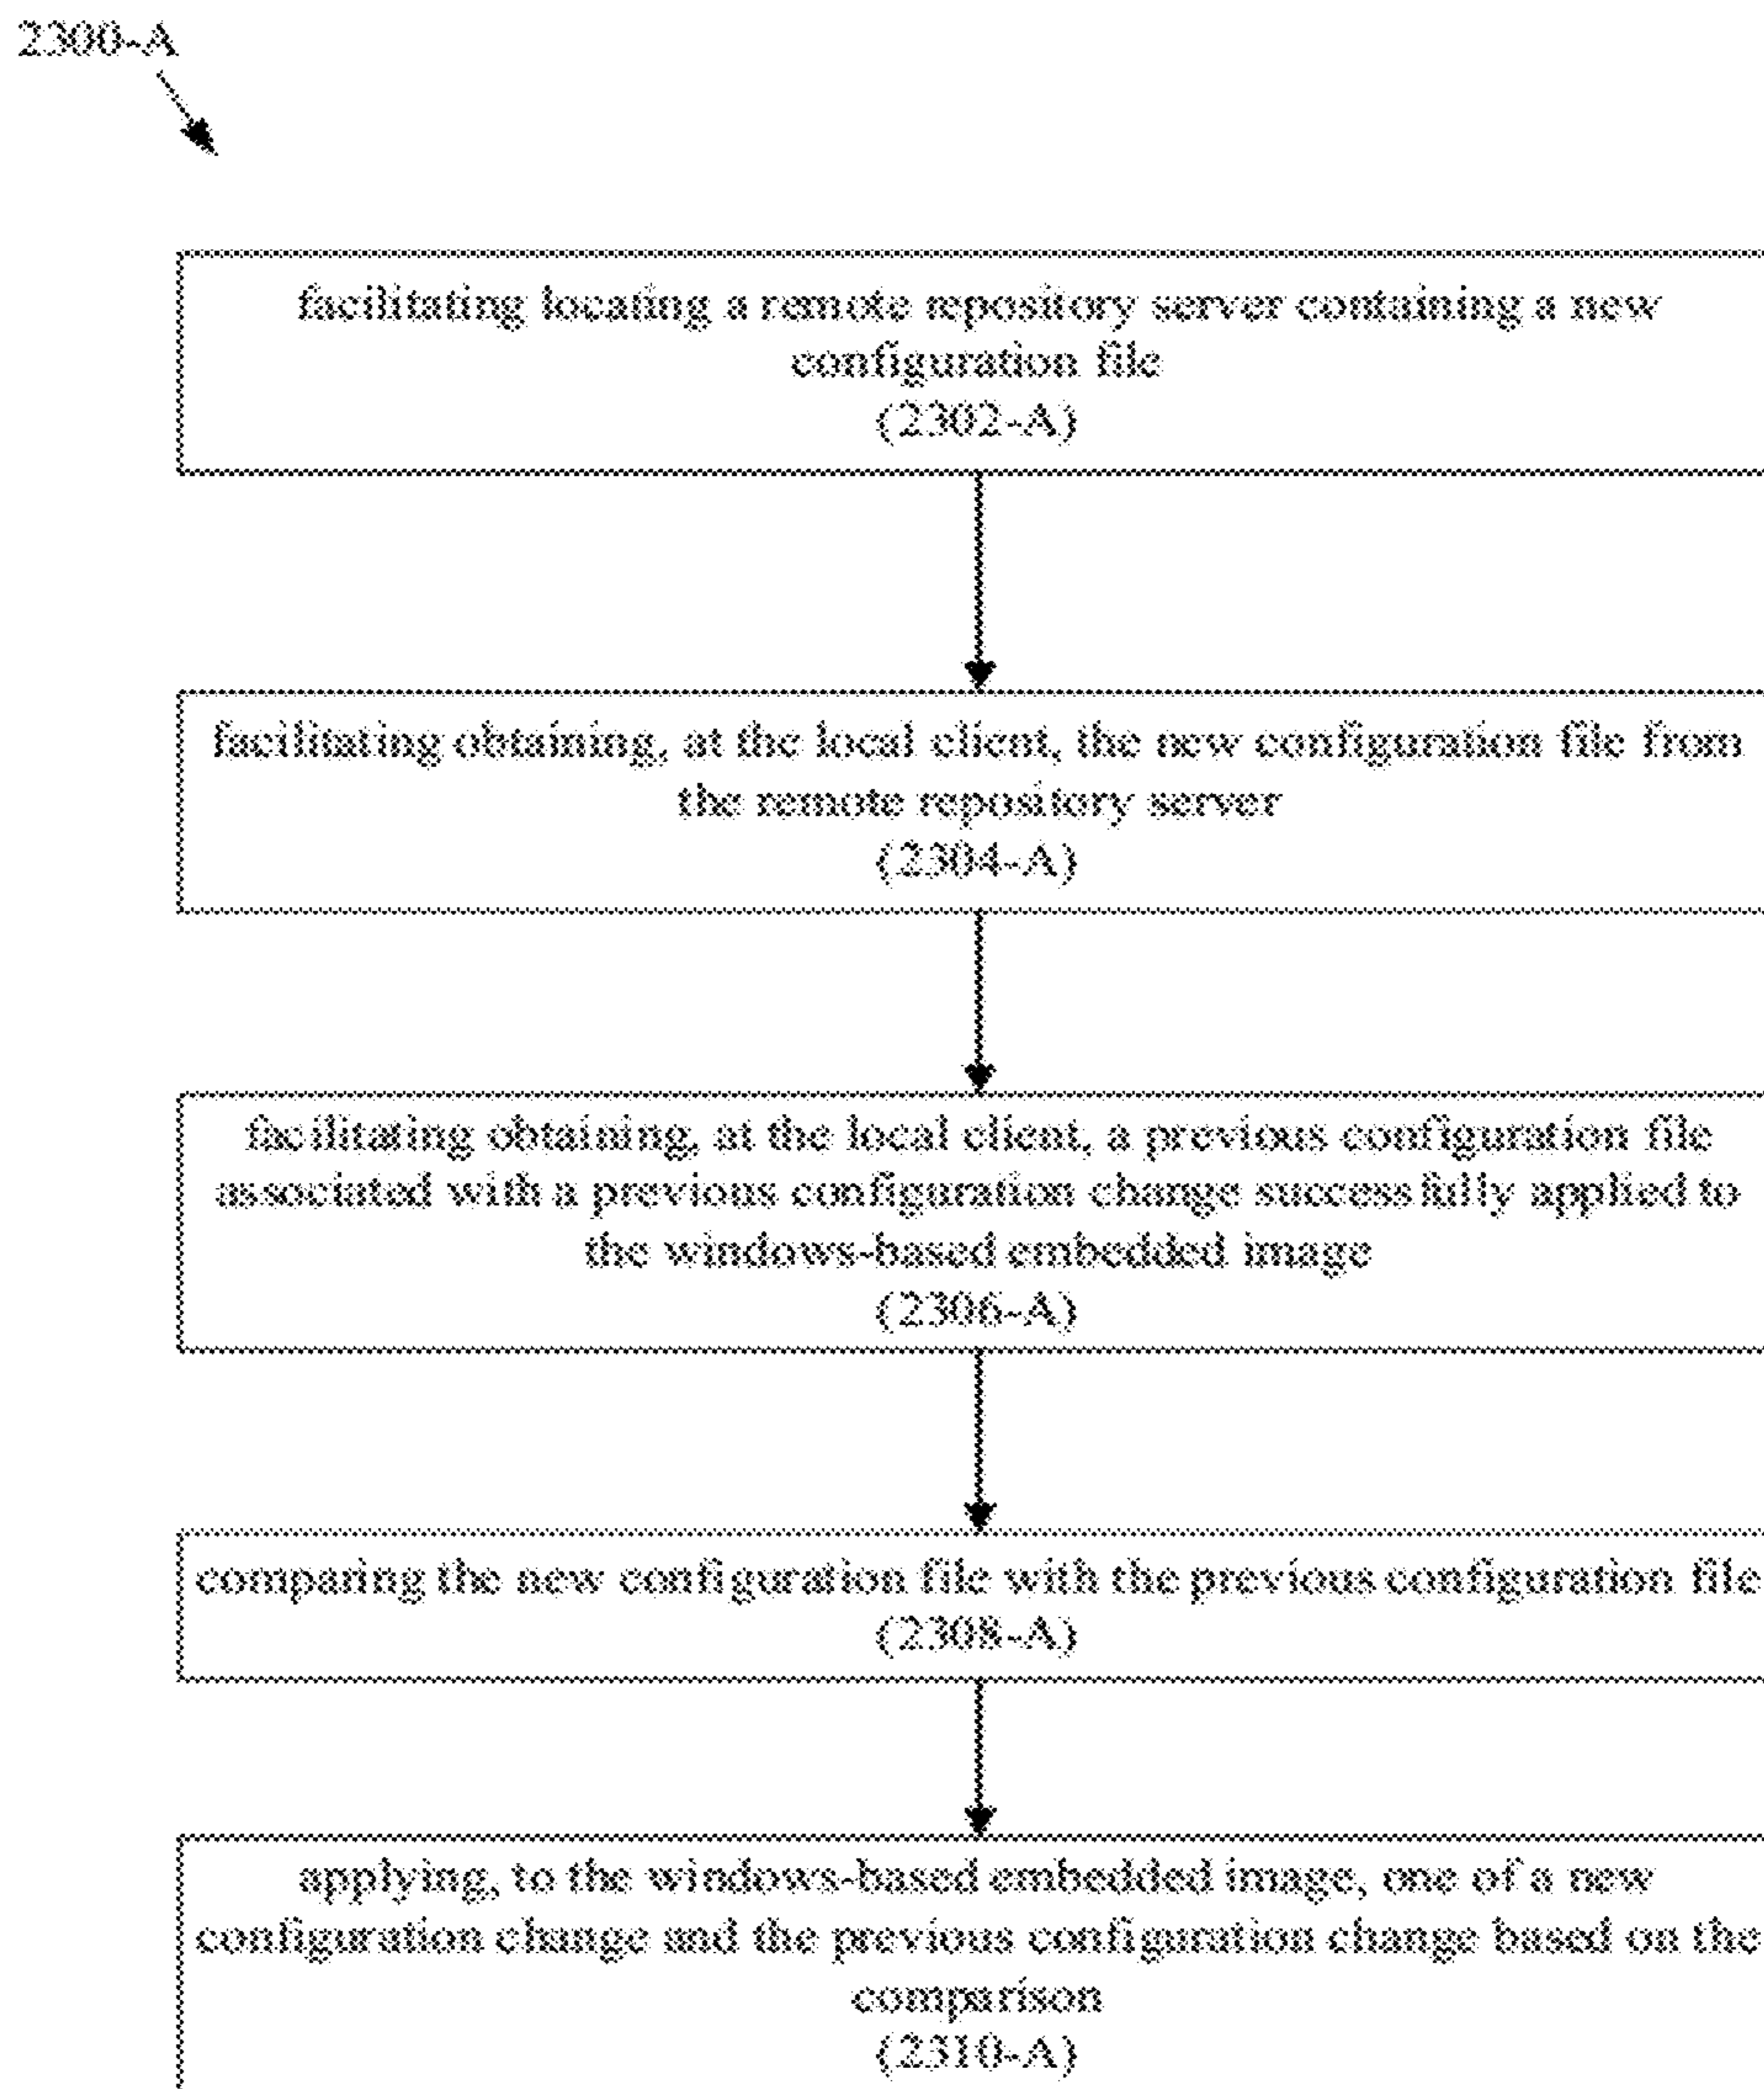 2300-A
facilitating locating a remote repository server containing a new
configuration file
(2302-A)
facilitating obtaining, at the local client, the new configuration file from
the remote repository server
(2304-A)
facilitating obtaining, at the local client, a previous configuration file
associated with a previous configuration change successfully applied to
the windows-based embedded image
(2306-A)
comparing the new configuration file with the previous configuration file
(2308-A)
applying, to the windows-based embedded image, one of a new
configuration change and the previous configuration change based on the
comparison
(2310-A)